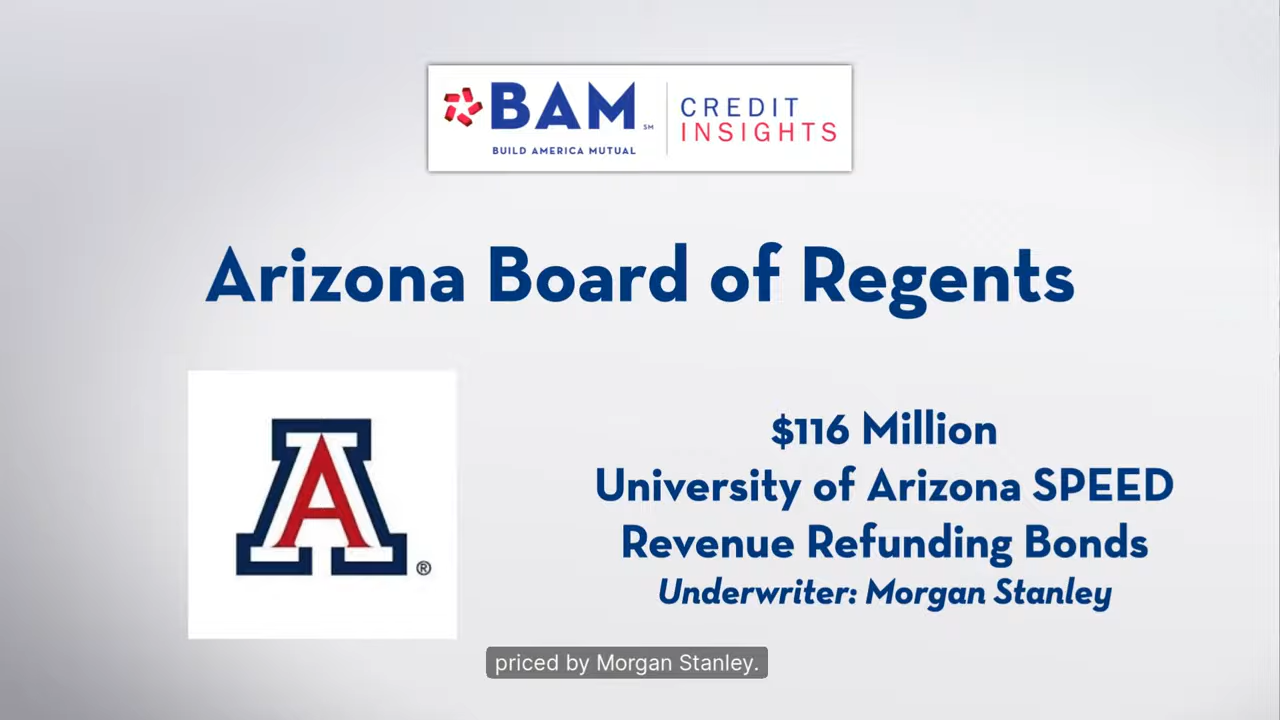 BAM SM
BUILD AMERICA MUTUAL
CREDIT
INSIGHTS
Arizona Board of Regents
A ®
$116 Million
University of Arizona SPEED
Revenue Refunding Bonds
Underwriter: Morgan Stanley
priced by Morgan Stanley.